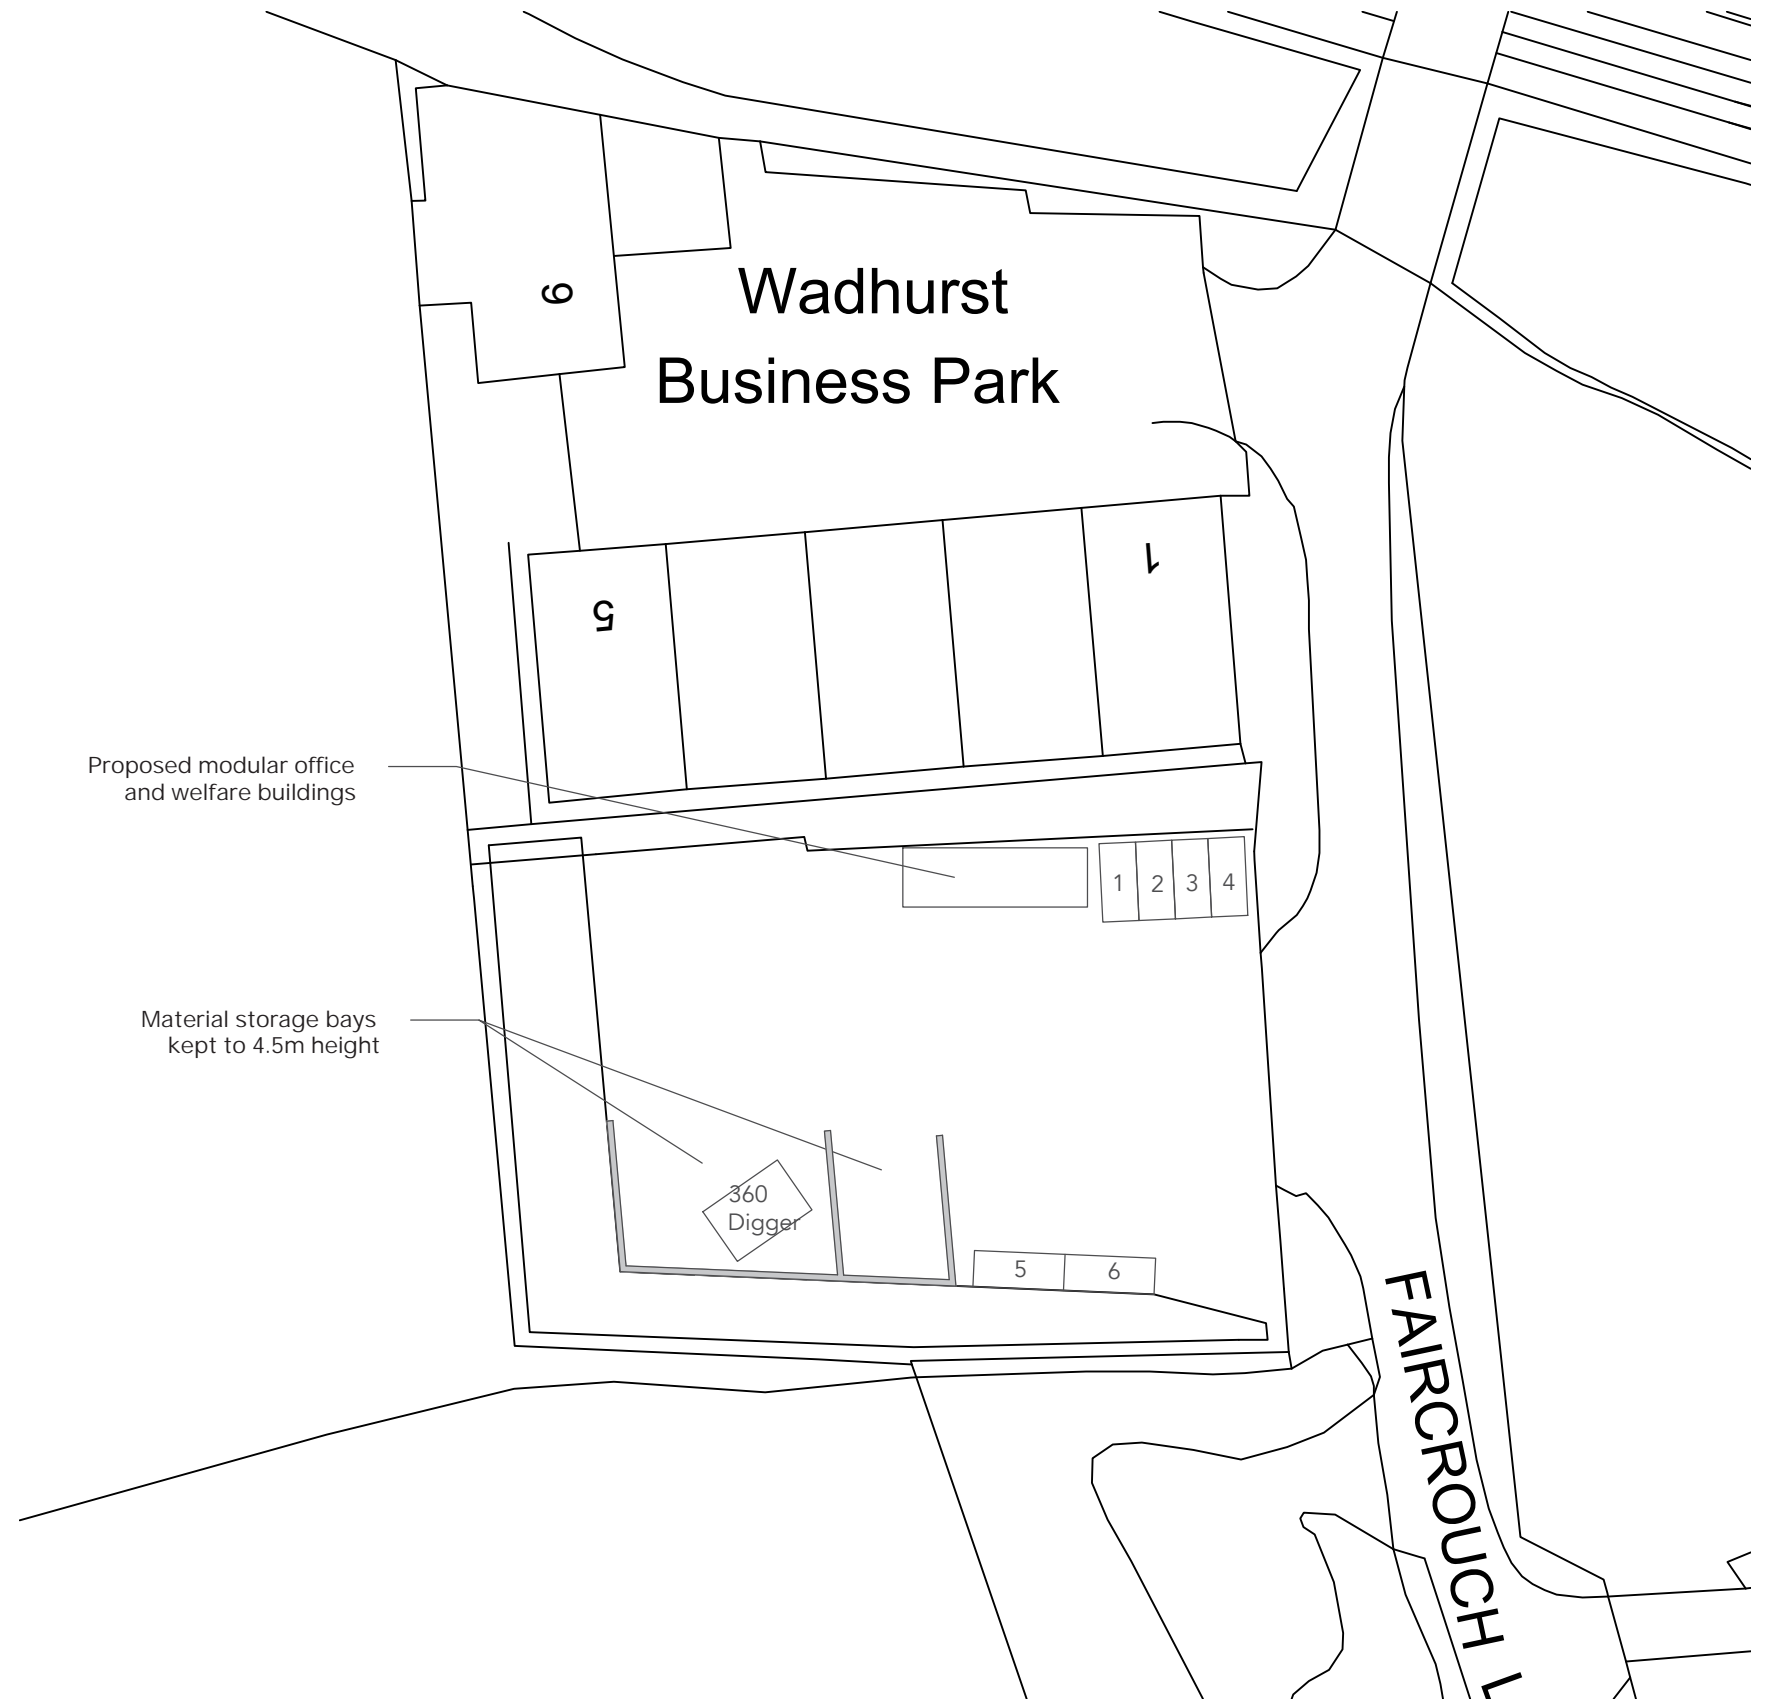 6
Wadhurst
Business Park
1
5
Proposed modular office
and welfare buildings
1 2 3 4
Material storage bays
kept to 4.5m height
360
Digger
5 6
FAIRCROUCH L